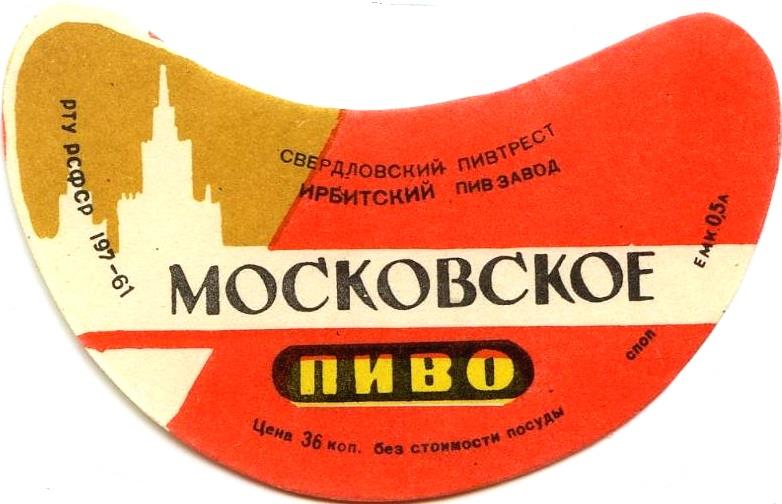 СВЕРДЛОВСКИЙ ПИВТРЕСТ
ИРБИТСКИЙ ПИВЗАВОД
РТУ РСФСР 197-61
ЕМК 0,5 л
МОСКОВСКОЕ
ПИВО
спол
Цена 36 коп. без стоимости посуды